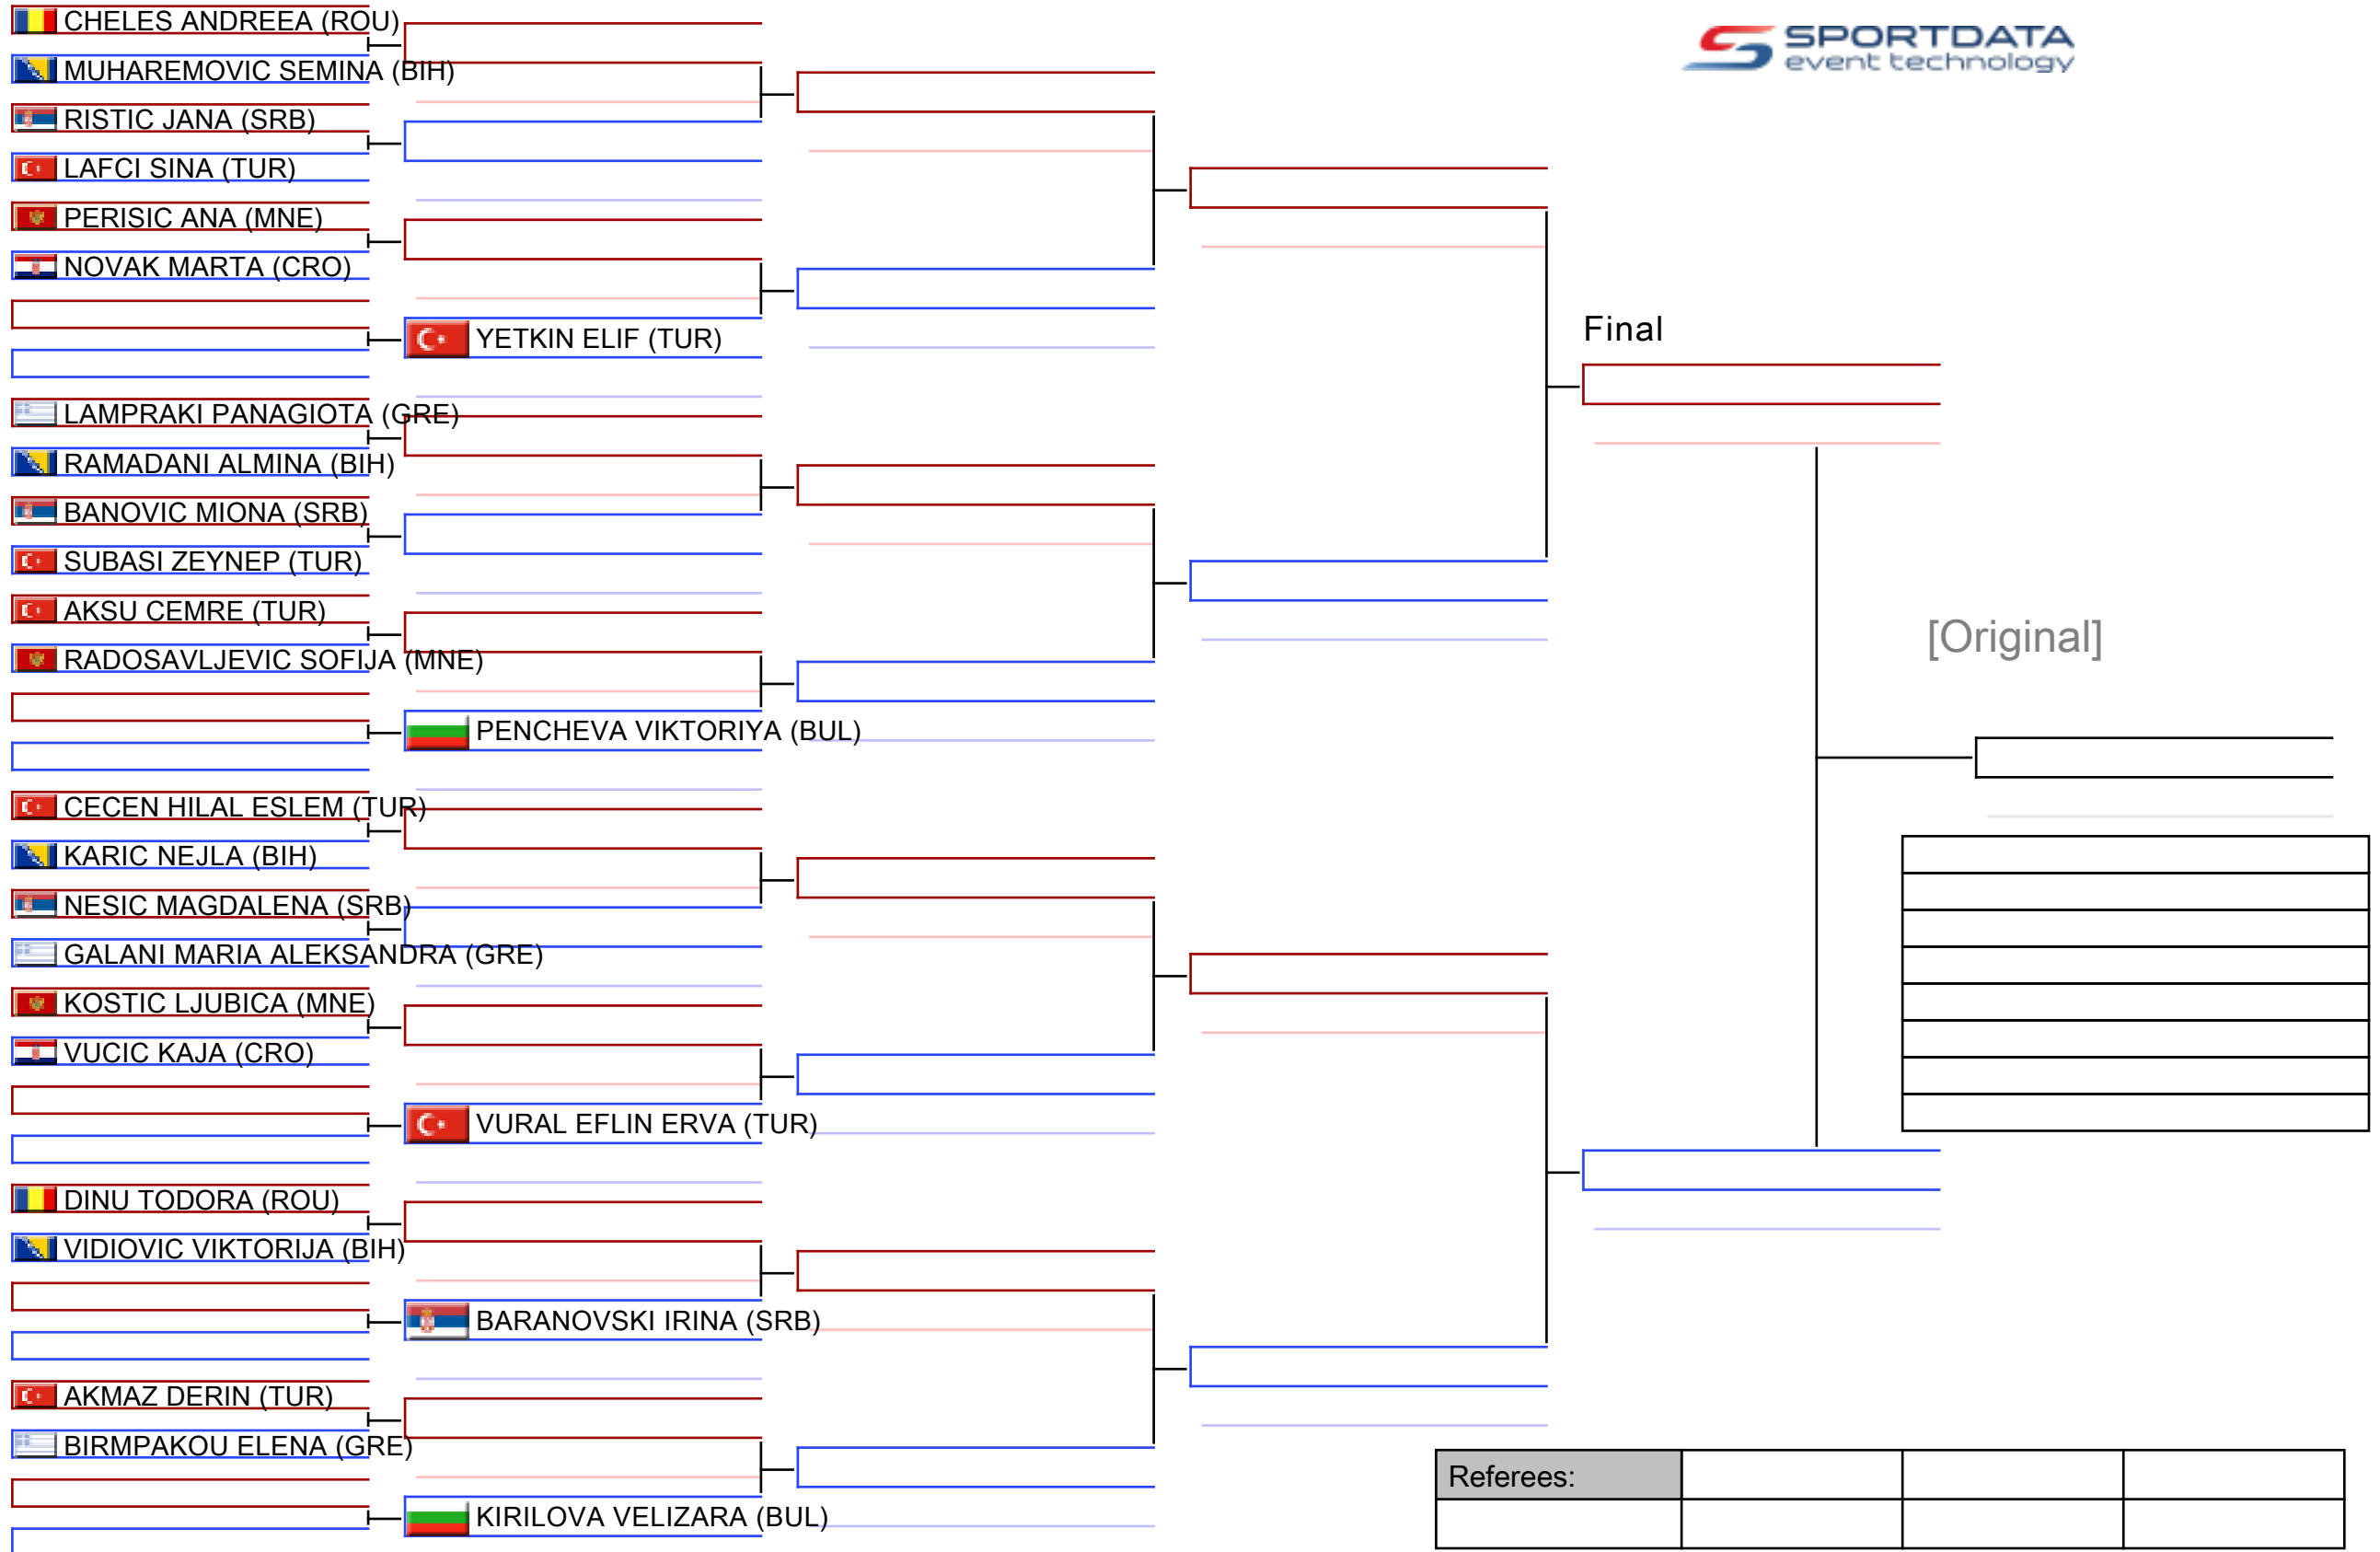 CHELES ANDREEA (ROU)
MUHAREMOVIC SEMINA (BIH)
RISTIC JANA (SRB)
LAFCI SINA (TUR)
PERISIC ANA (MNE)
NOVAK MARTA (CRO)
YETKIN ELIF (TUR)
LAMPRAKI PANAGIOTA (GRE)
RAMADANI ALMINA (BIH)
BANOVIC MIONA (SRB)
SUBASI ZEYNEP (TUR)
AKSU CEMRE (TUR)
RADOSAVLJEVIC SOFIJA (MNE)
PENCHEVA VIKTORIYA (BUL)
CECEN HILAL ESLEM (TUR)
KARIC NEJLA (BIH)
NESIC MAGDALENA (SRB)
GALANI MARIA ALEKSANDRA (GRE)
KOSTIC LJUBICA (MNE)
VUCIC KAJA (CRO)
VURAL EFLIN ERVA (TUR)
DINU TODORA (ROU)
VIDIOVIC VIKTORIJA (BIH)
BARANOVSKI IRINA (SRB)
AKMAZ DERIN (TUR)
BIRMPAKOU ELENA (GRE)
KIRILOVA VELIZARA (BUL)
SPORTDATA
event technology
Final
[Original]
Referees: